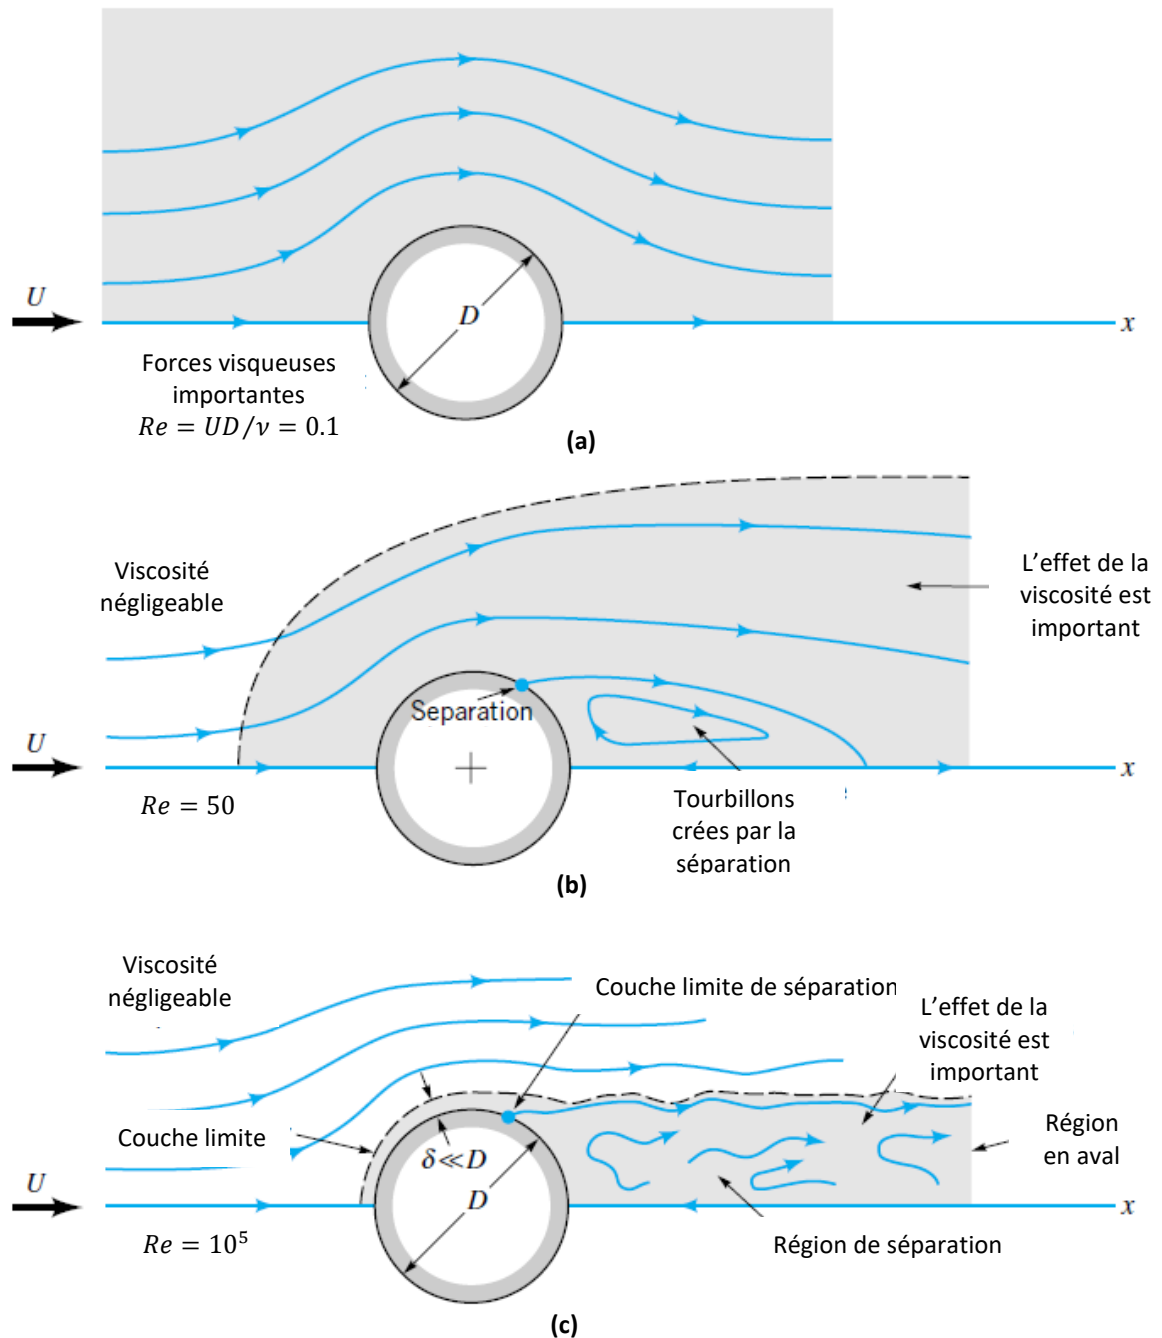 U
D
x
Forces visqueuses
importantes
Re = UD/ν = 0.1
(a)
Viscosité
négligeable
L'effet de la
viscosité est
important
Separation
U
x
Re = 50
Tourbillons
crées par la
séparation
(b)
Viscosité
négligeable
Couche limite de séparation
L'effet de la
viscosité est
important
Couche limite
δ≪D
Région
en aval
U
D
x
Re = 10⁵
Région de séparation
(c)